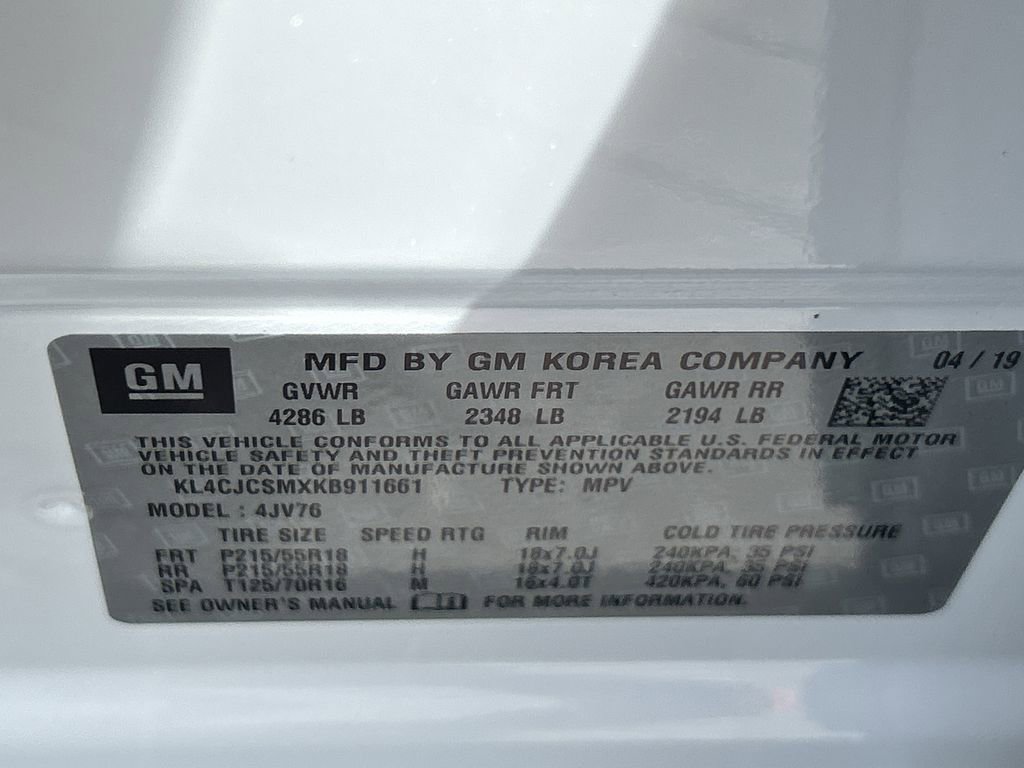 GM MFD BY GM KOREA COMPANY 04 / 19
GVWR GAWR FRT GAWR RR
4286 LB 2348 LB 2194 LB
THIS VEHICLE CONFORMS TO ALL APPLICABLE U.S. FEDERAL MOTOR
VEHICLE SAFETY AND THEFT PREVENTION STANDARDS IN EFFECT
ON THE DATE OF MANUFACTURE SHOWN ABOVE.
KL4CJCSMXKB911661 TYPE: MPV
MODEL : 4JV76
TIRE SIZE SPEED RTG RIM COLD TIRE PRESSURE
FRT P215/55R18 H 18x7.0J 240KPA, 35 PSI
RR P215/55R18 H 18x7.0J 240KPA, 35 PSI
SPA T125/70R16 M 16x4.0T 420KPA, 60 PSI
SEE OWNER'S MANUAL FOR MORE INFORMATION.